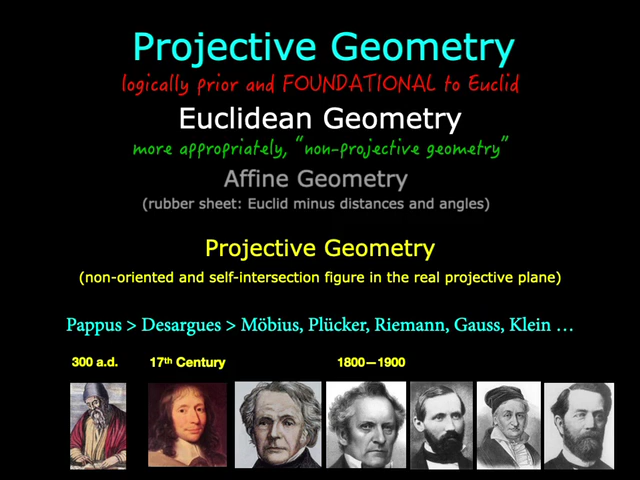 Projective Geometry
logically prior and FOUNDATIONAL to Euclid
Euclidean Geometry
more appropriately, “non-projective geometry”
Affine Geometry
(rubber sheet: Euclid minus distances and angles)
Projective Geometry
(non-oriented and self-intersection figure in the real projective plane)
Pappus > Desargues > Möbius, Plücker, Riemann, Gauss, Klein …
300 a.d. 17th Century 1800—1900